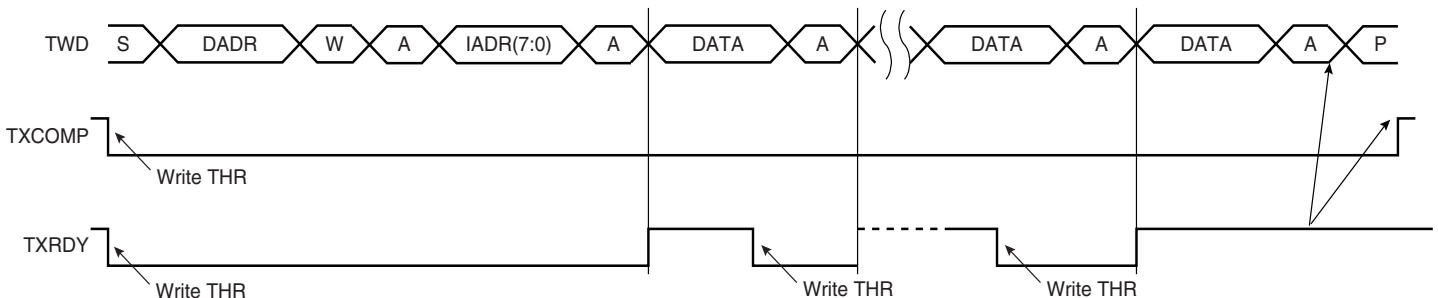 TWD S DADR W A IADR(7:0) A DATA A DATA A DATA A P
TXCOMP
Write THR
TXRDY
Write THR Write THR Write THR